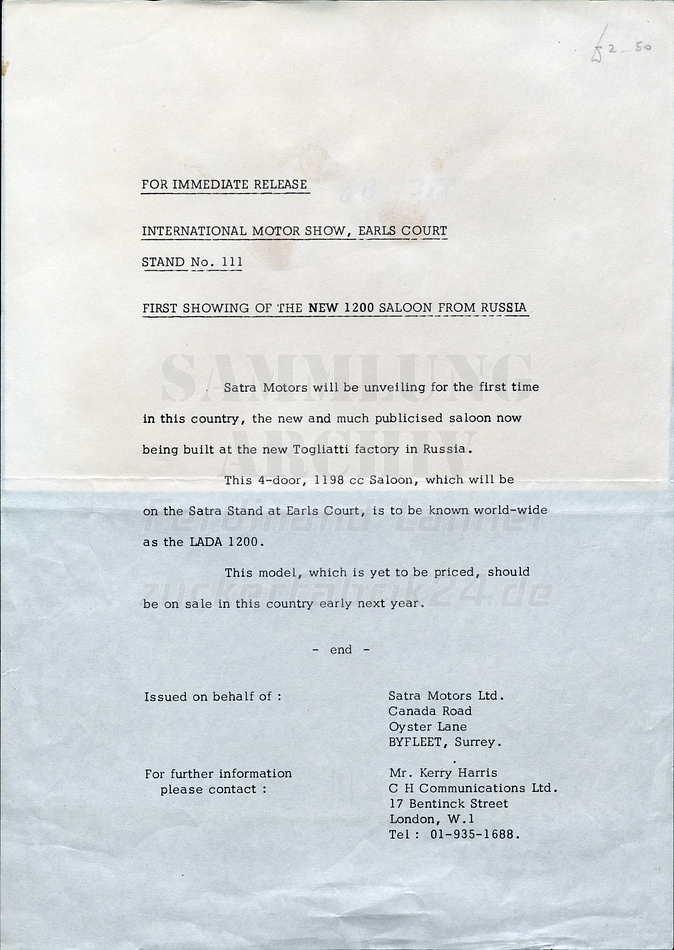 £2-50
FOR IMMEDIATE RELEASE
INTERNATIONAL MOTOR SHOW, EARLS COURT
STAND No. 111
FIRST SHOWING OF THE NEW 1200 SALOON FROM RUSSIA
SAMMLUNG
Satra Motors will be unveiling for the first time
in this country, the new and much publicised saloon now
being built at the new Togliatti factory in Russia.
ARCHIV
This 4-door, 1198 cc Saloon, which will be
on the Satra Stand at Earls Court, is to be known world-wide
as the LADA 1200.
This model, which is yet to be priced, should
be on sale in this country early next year.
- end -
Issued on behalf of :
Satra Motors Ltd.
Canada Road
Oyster Lane
BYFLEET, Surrey.
For further information
please contact :
Mr. Kerry Harris
C H Communications Ltd.
17 Bentinck Street
London, W.1
Tel : 01-935-1688.